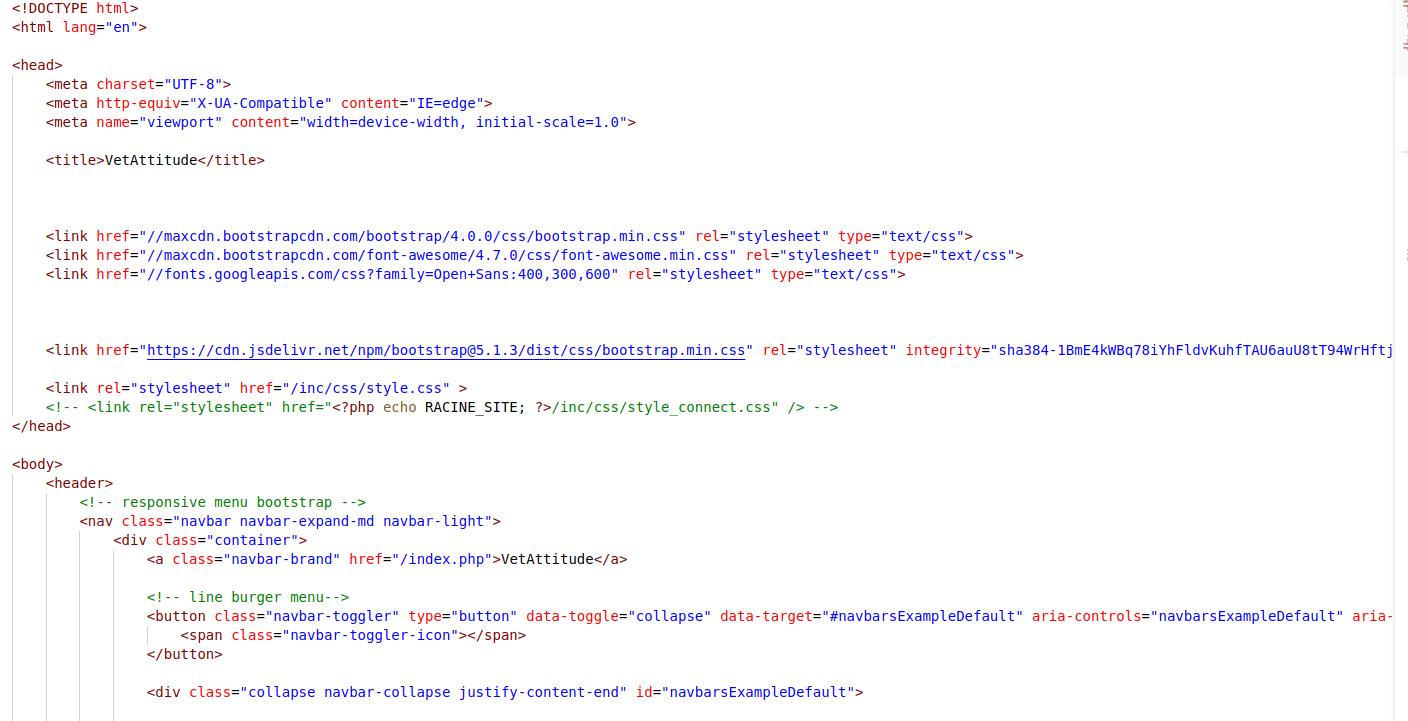 <!DOCTYPE html>
<html lang="en">
<head>
<meta charset="UTF-8">
<meta http-equiv="X-UA-Compatible" content="IE=edge">
<meta name="viewport" content="width=device-width, initial-scale=1.0">
<title>VetAttitude</title>
<link href="//maxcdn.bootstrapcdn.com/bootstrap/4.0.0/css/bootstrap.min.css" rel="stylesheet" type="text/css">
<link href="//maxcdn.bootstrapcdn.com/font-awesome/4.7.0/css/font-awesome.min.css" rel="stylesheet" type="text/css">
<link href="//fonts.googleapis.com/css?family=Open+Sans:400,300,600" rel="stylesheet" type="text/css">
<link href="https://cdn.jsdelivr.net/npm/bootstrap@5.1.3/dist/css/bootstrap.min.css" rel="stylesheet" integrity="sha384-1BmE4kWBq78iYhFldvKuhfTAU6auU8tT94WrHftj
<link rel="stylesheet" href="/inc/css/style.css" >
<!-- <link rel="stylesheet" href="<?php echo RACINE_SITE; ?>/inc/css/style_connect.css" /> -->
</head>
<body>
<header>
<!-- responsive menu bootstrap -->
<nav class="navbar navbar-expand-md navbar-light">
<div class="container">
<a class="navbar-brand" href="/index.php">VetAttitude</a>
<!-- line burger menu-->
<button class="navbar-toggler" type="button" data-toggle="collapse" data-target="#navbarsExampleDefault" aria-controls="navbarsExampleDefault" aria-
<span class="navbar-toggler-icon"></span>
</button>
<div class="collapse navbar-collapse justify-content-end" id="navbarsExampleDefault">